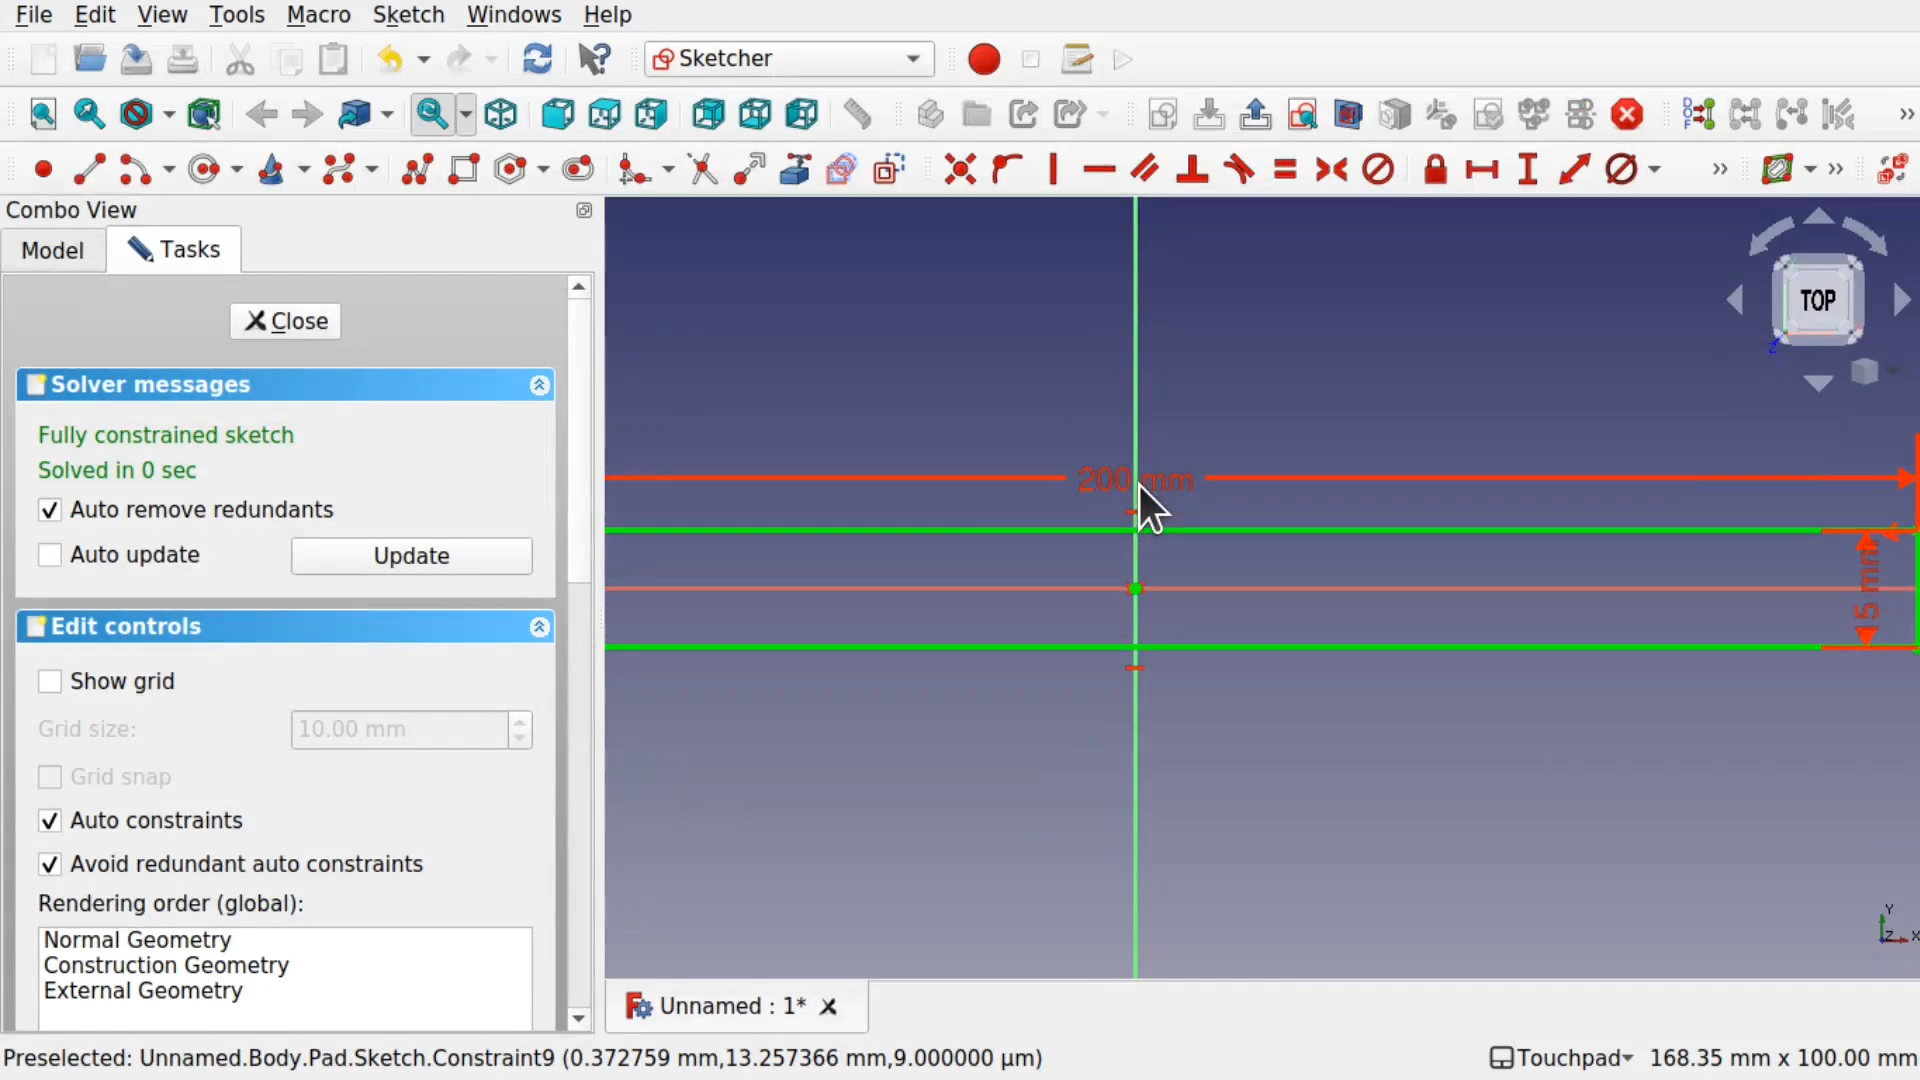 File Edit View Tools Macro Sketch Windows Help
Sketcher
Combo View
Model Tasks
Close
Solver messages
Fully constrained sketch
Solved in 0 sec
Auto remove redundants
Auto update Update
Edit controls
Show grid
Grid size: 10.00 mm
Grid snap
Auto constraints
Avoid redundant auto constraints
Rendering order (global):
Normal Geometry
Construction Geometry
External Geometry
200 mm
5 mm
TOP
Z
Y
Z X
Unnamed : 1*
Preselected: Unnamed.Body.Pad.Sketch.Constraint9 (0.372759 mm,13.257366 mm,9.000000 µm)
Touchpad 168.35 mm x 100.00 mm